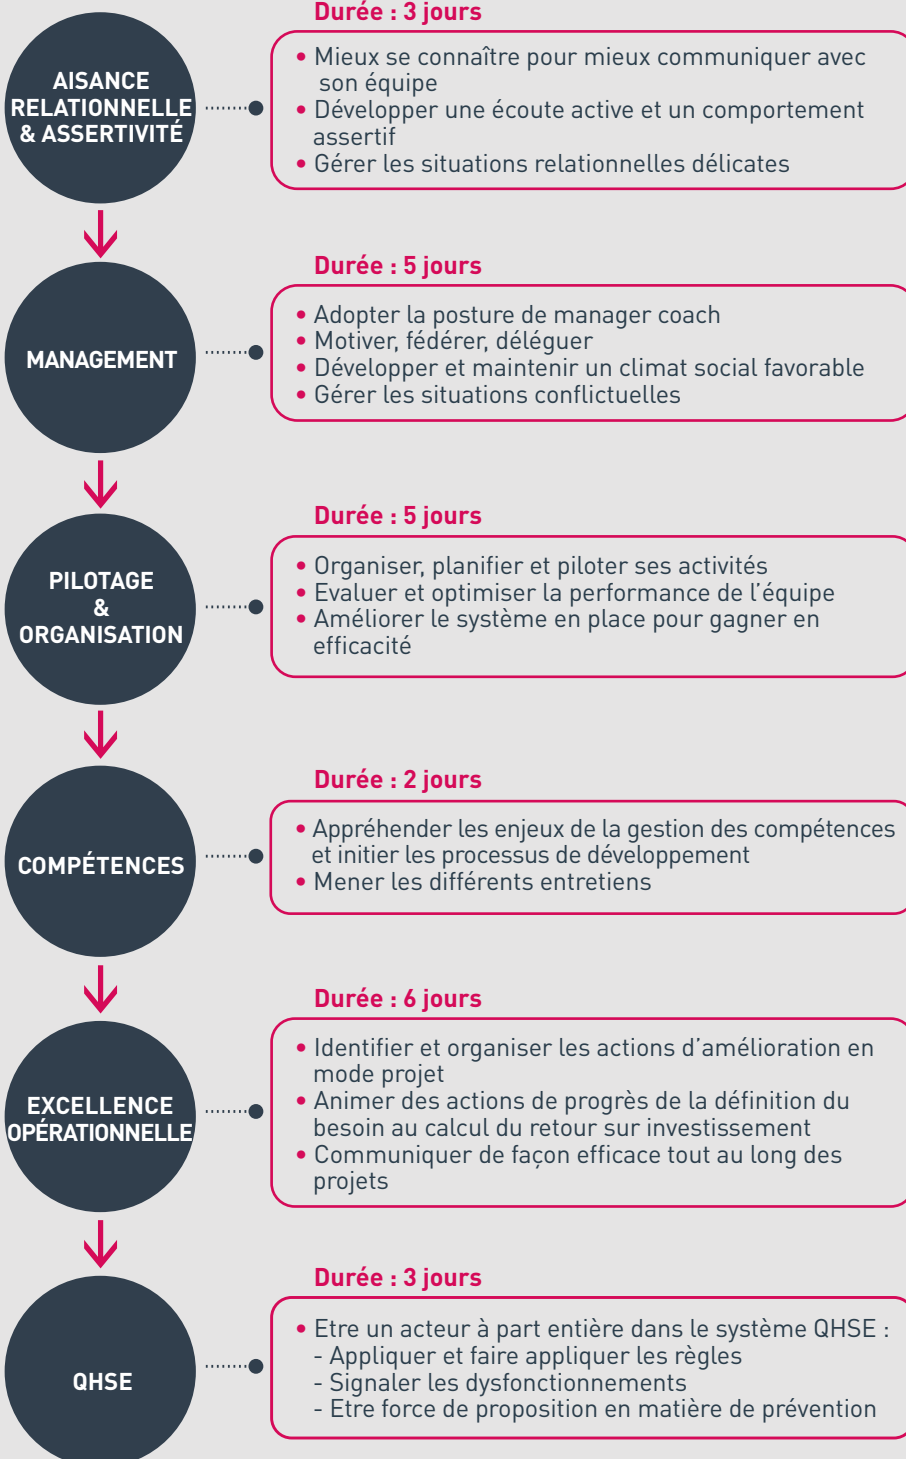 Durée : 3 jours
AISANCE
RELATIONNELLE
& ASSERTIVITÉ
• Mieux se connaître pour mieux communiquer avec
son équipe
• Développer une écoute active et un comportement
assertif
• Gérer les situations relationnelles délicates
Durée : 5 jours
MANAGEMENT
• Adopter la posture de manager coach
• Motiver, fédérer, déléguer
• Développer et maintenir un climat social favorable
• Gérer les situations conflictuelles
Durée : 5 jours
PILOTAGE
&
ORGANISATION
• Organiser, planifier et piloter ses activités
• Evaluer et optimiser la performance de l’équipe
• Améliorer le système en place pour gagner en
efficacité
Durée : 2 jours
COMPÉTENCES
• Appréhender les enjeux de la gestion des compétences
et initier les processus de développement
• Mener les différents entretiens
Durée : 6 jours
EXCELLENCE
OPÉRATIONNELLE
• Identifier et organiser les actions d’amélioration en
mode projet
• Animer des actions de progrès de la définition du
besoin au calcul du retour sur investissement
• Communiquer de façon efficace tout au long des
projets
Durée : 3 jours
QHSE
• Etre un acteur à part entière dans le système QHSE :
- Appliquer et faire appliquer les règles
- Signaler les dysfonctionnements
- Etre force de proposition en matière de prévention